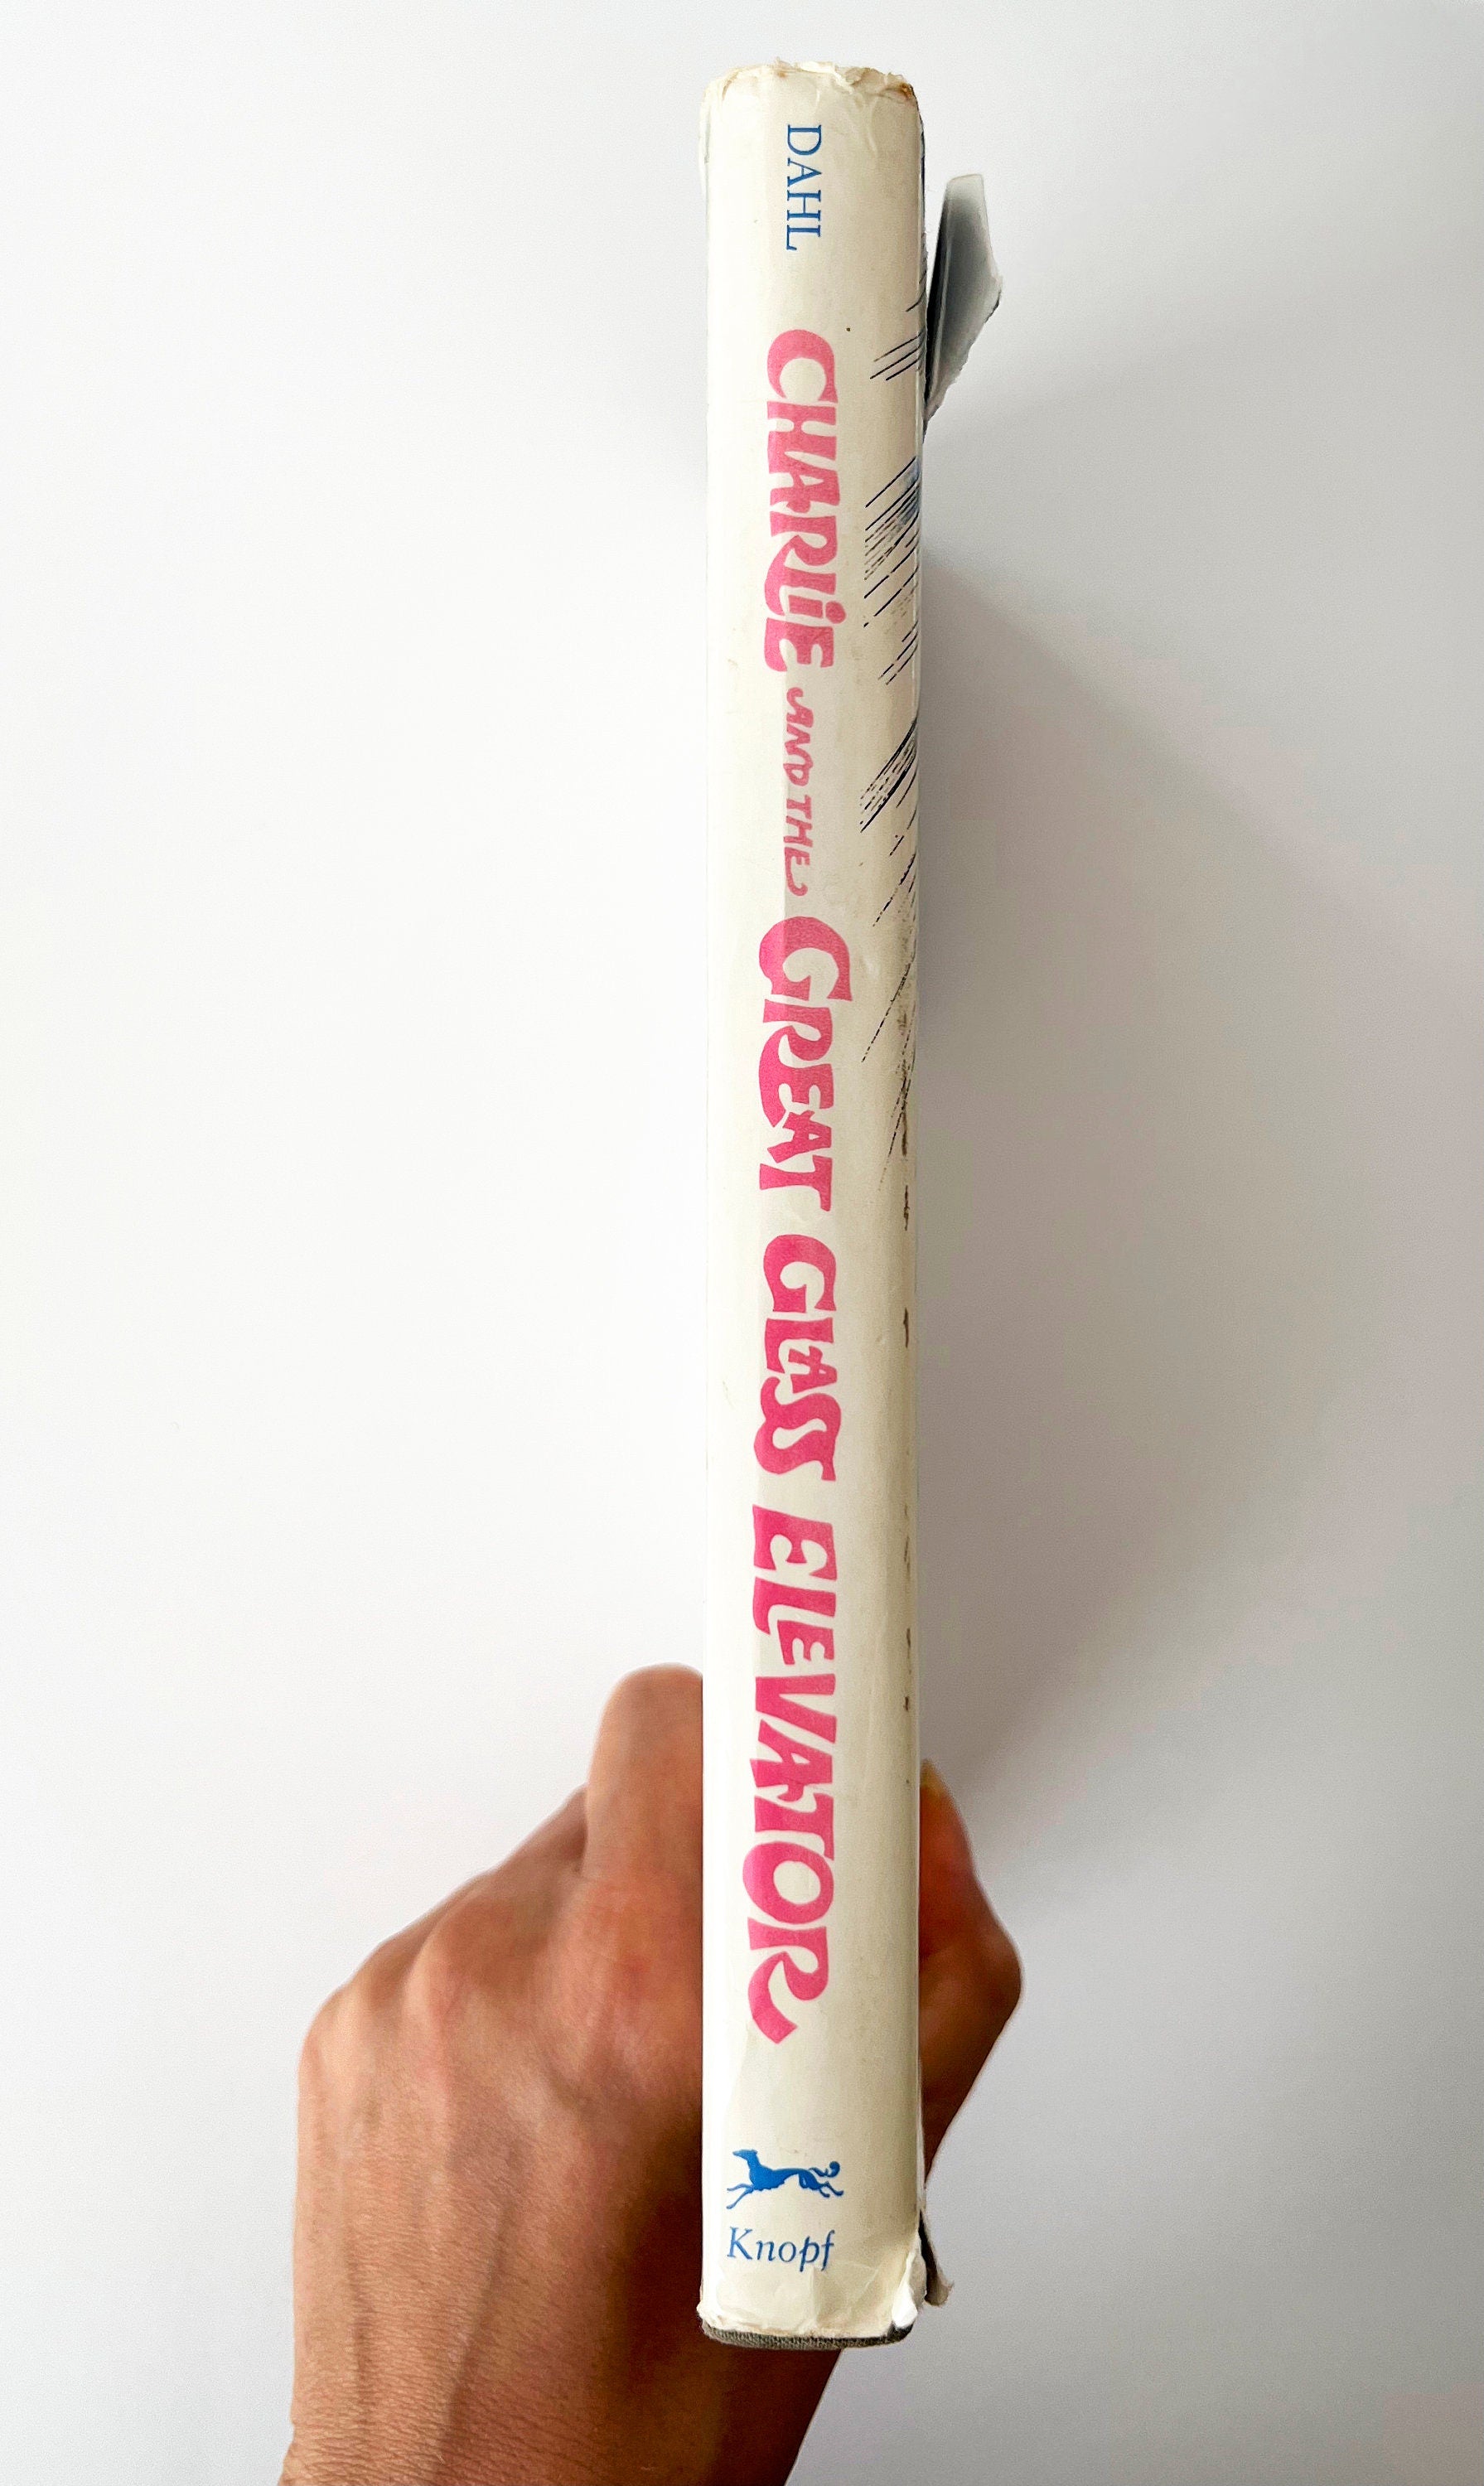 DAHL
CHARLiE AND THE GREAT GLASS ELEVATOR
Knopf